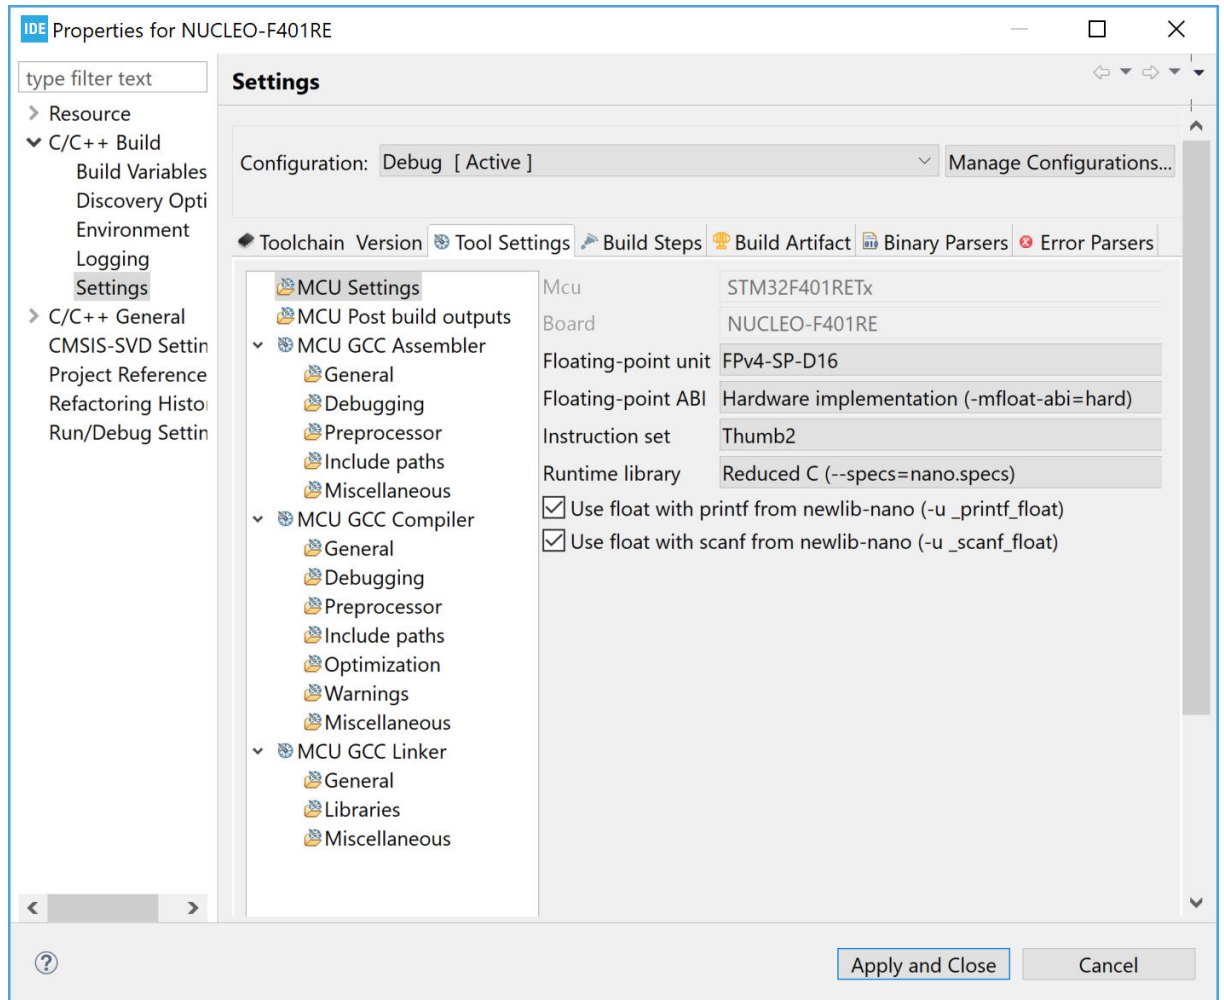 IDE Properties for NUCLEO-F401RE
type filter text
Resource
C/C++ Build
Build Variables
Discovery Opti
Environment
Logging
Settings
C/C++ General
CMSIS-SVD Settin
Project Reference
Refactoring Histo
Run/Debug Settin
Settings
Configuration: Debug [ Active ] Manage Configurations...
Toolchain Version Tool Settings Build Steps Build Artifact Binary Parsers Error Parsers
MCU Settings
MCU Post build outputs
MCU GCC Assembler
General
Debugging
Preprocessor
Include paths
Miscellaneous
MCU GCC Compiler
General
Debugging
Preprocessor
Include paths
Optimization
Warnings
Miscellaneous
MCU GCC Linker
General
Libraries
Miscellaneous
Mcu STM32F401RETx
Board NUCLEO-F401RE
Floating-point unit FPv4-SP-D16
Floating-point ABI Hardware implementation (-mfloat-abi=hard)
Instruction set Thumb2
Runtime library Reduced C (--specs=nano.specs)
Use float with printf from newlib-nano (-u _printf_float)
Use float with scanf from newlib-nano (-u _scanf_float)
? Apply and Close Cancel